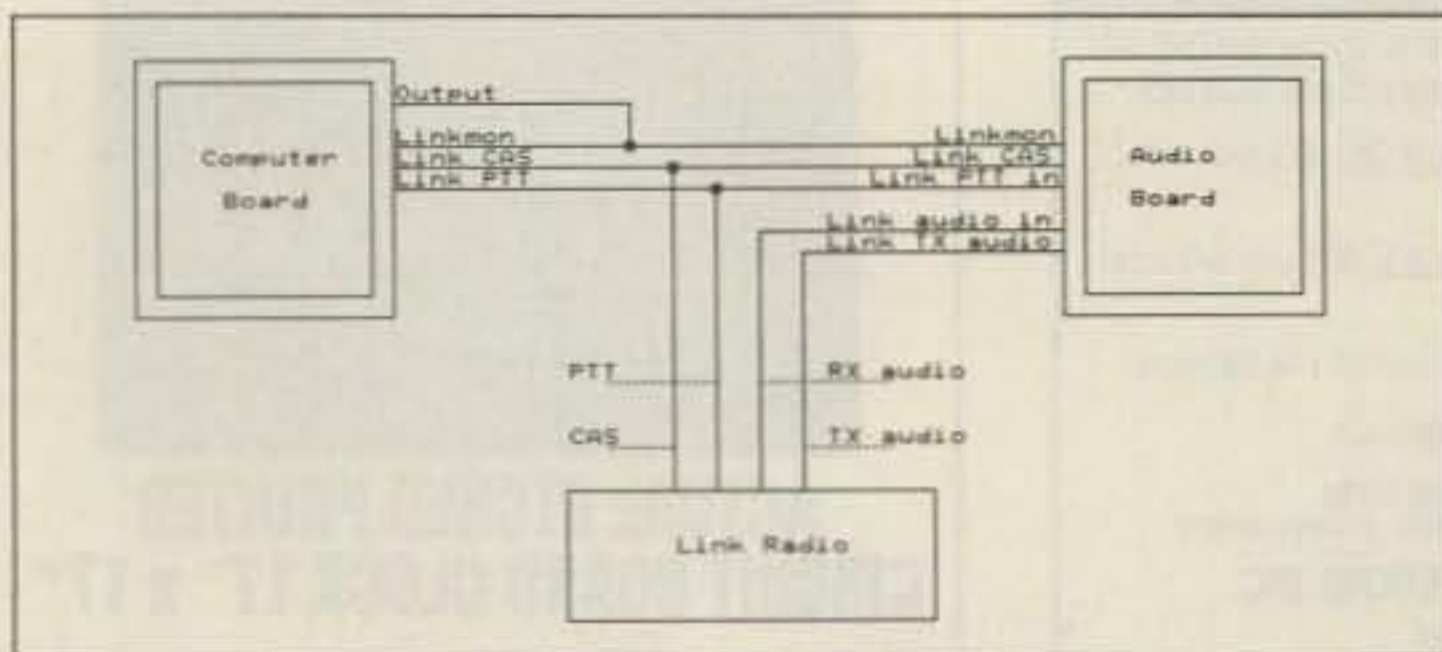 Output
Linkmon
Link CAS
Link PTT
Computer
Board
Linkmon
Link CAS
Link PTT in
Link audio in
Link TX audio
Audio
Board
PTT
RX audio
CAS
TX audio
Link Radio